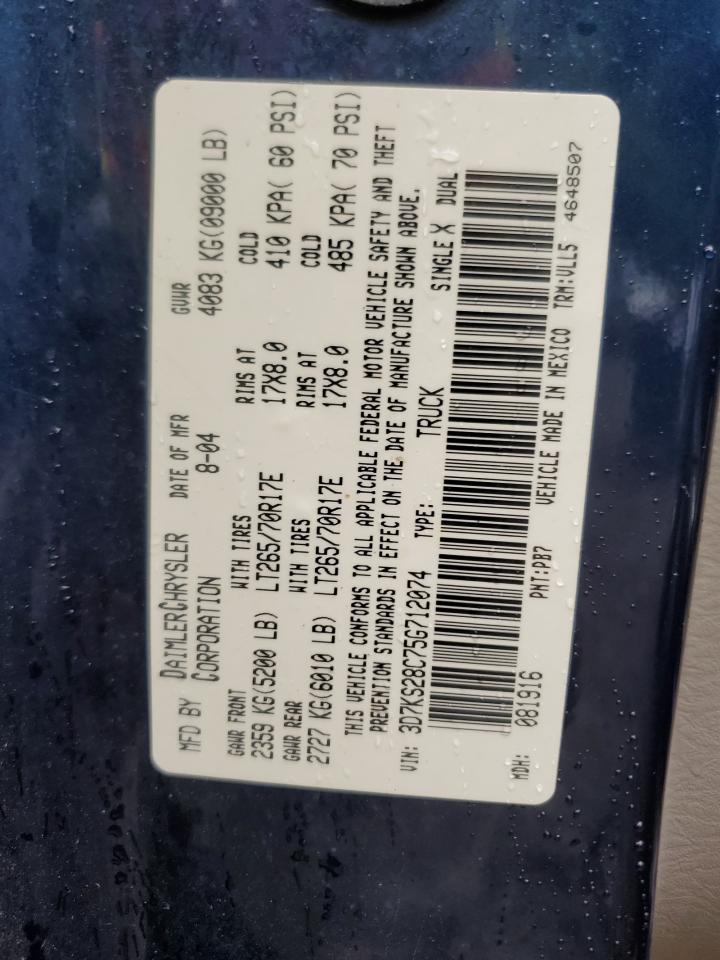 MFD BY DAIMLERCHRYSLER DATE OF MFR GVWR
CORPORATION 8-04 4083 KG(09000 LB)
GAWR FRONT WITH TIRES RIMS AT COLD
2359 KG(5200 LB) LT265/70R17E 17X8.0 410 KPA( 60 PSI)
GAWR REAR WITH TIRES RIMS AT COLD
2727 KG(6010 LB) LT265/70R17E 17X8.0 485 KPA( 70 PSI)
THIS VEHICLE CONFORMS TO ALL APPLICABLE FEDERAL MOTOR VEHICLE SAFETY AND THEFT
PREVENTION STANDARDS IN EFFECT ON THE DATE OF MANUFACTURE SHOWN ABOVE.
VIN: 3D7KS28C75G712074 TYPE: TRUCK SINGLE X DUAL
MDH: 081916 PNT:PB7 VEHICLE MADE IN MEXICO TRM:VLL5 4648507